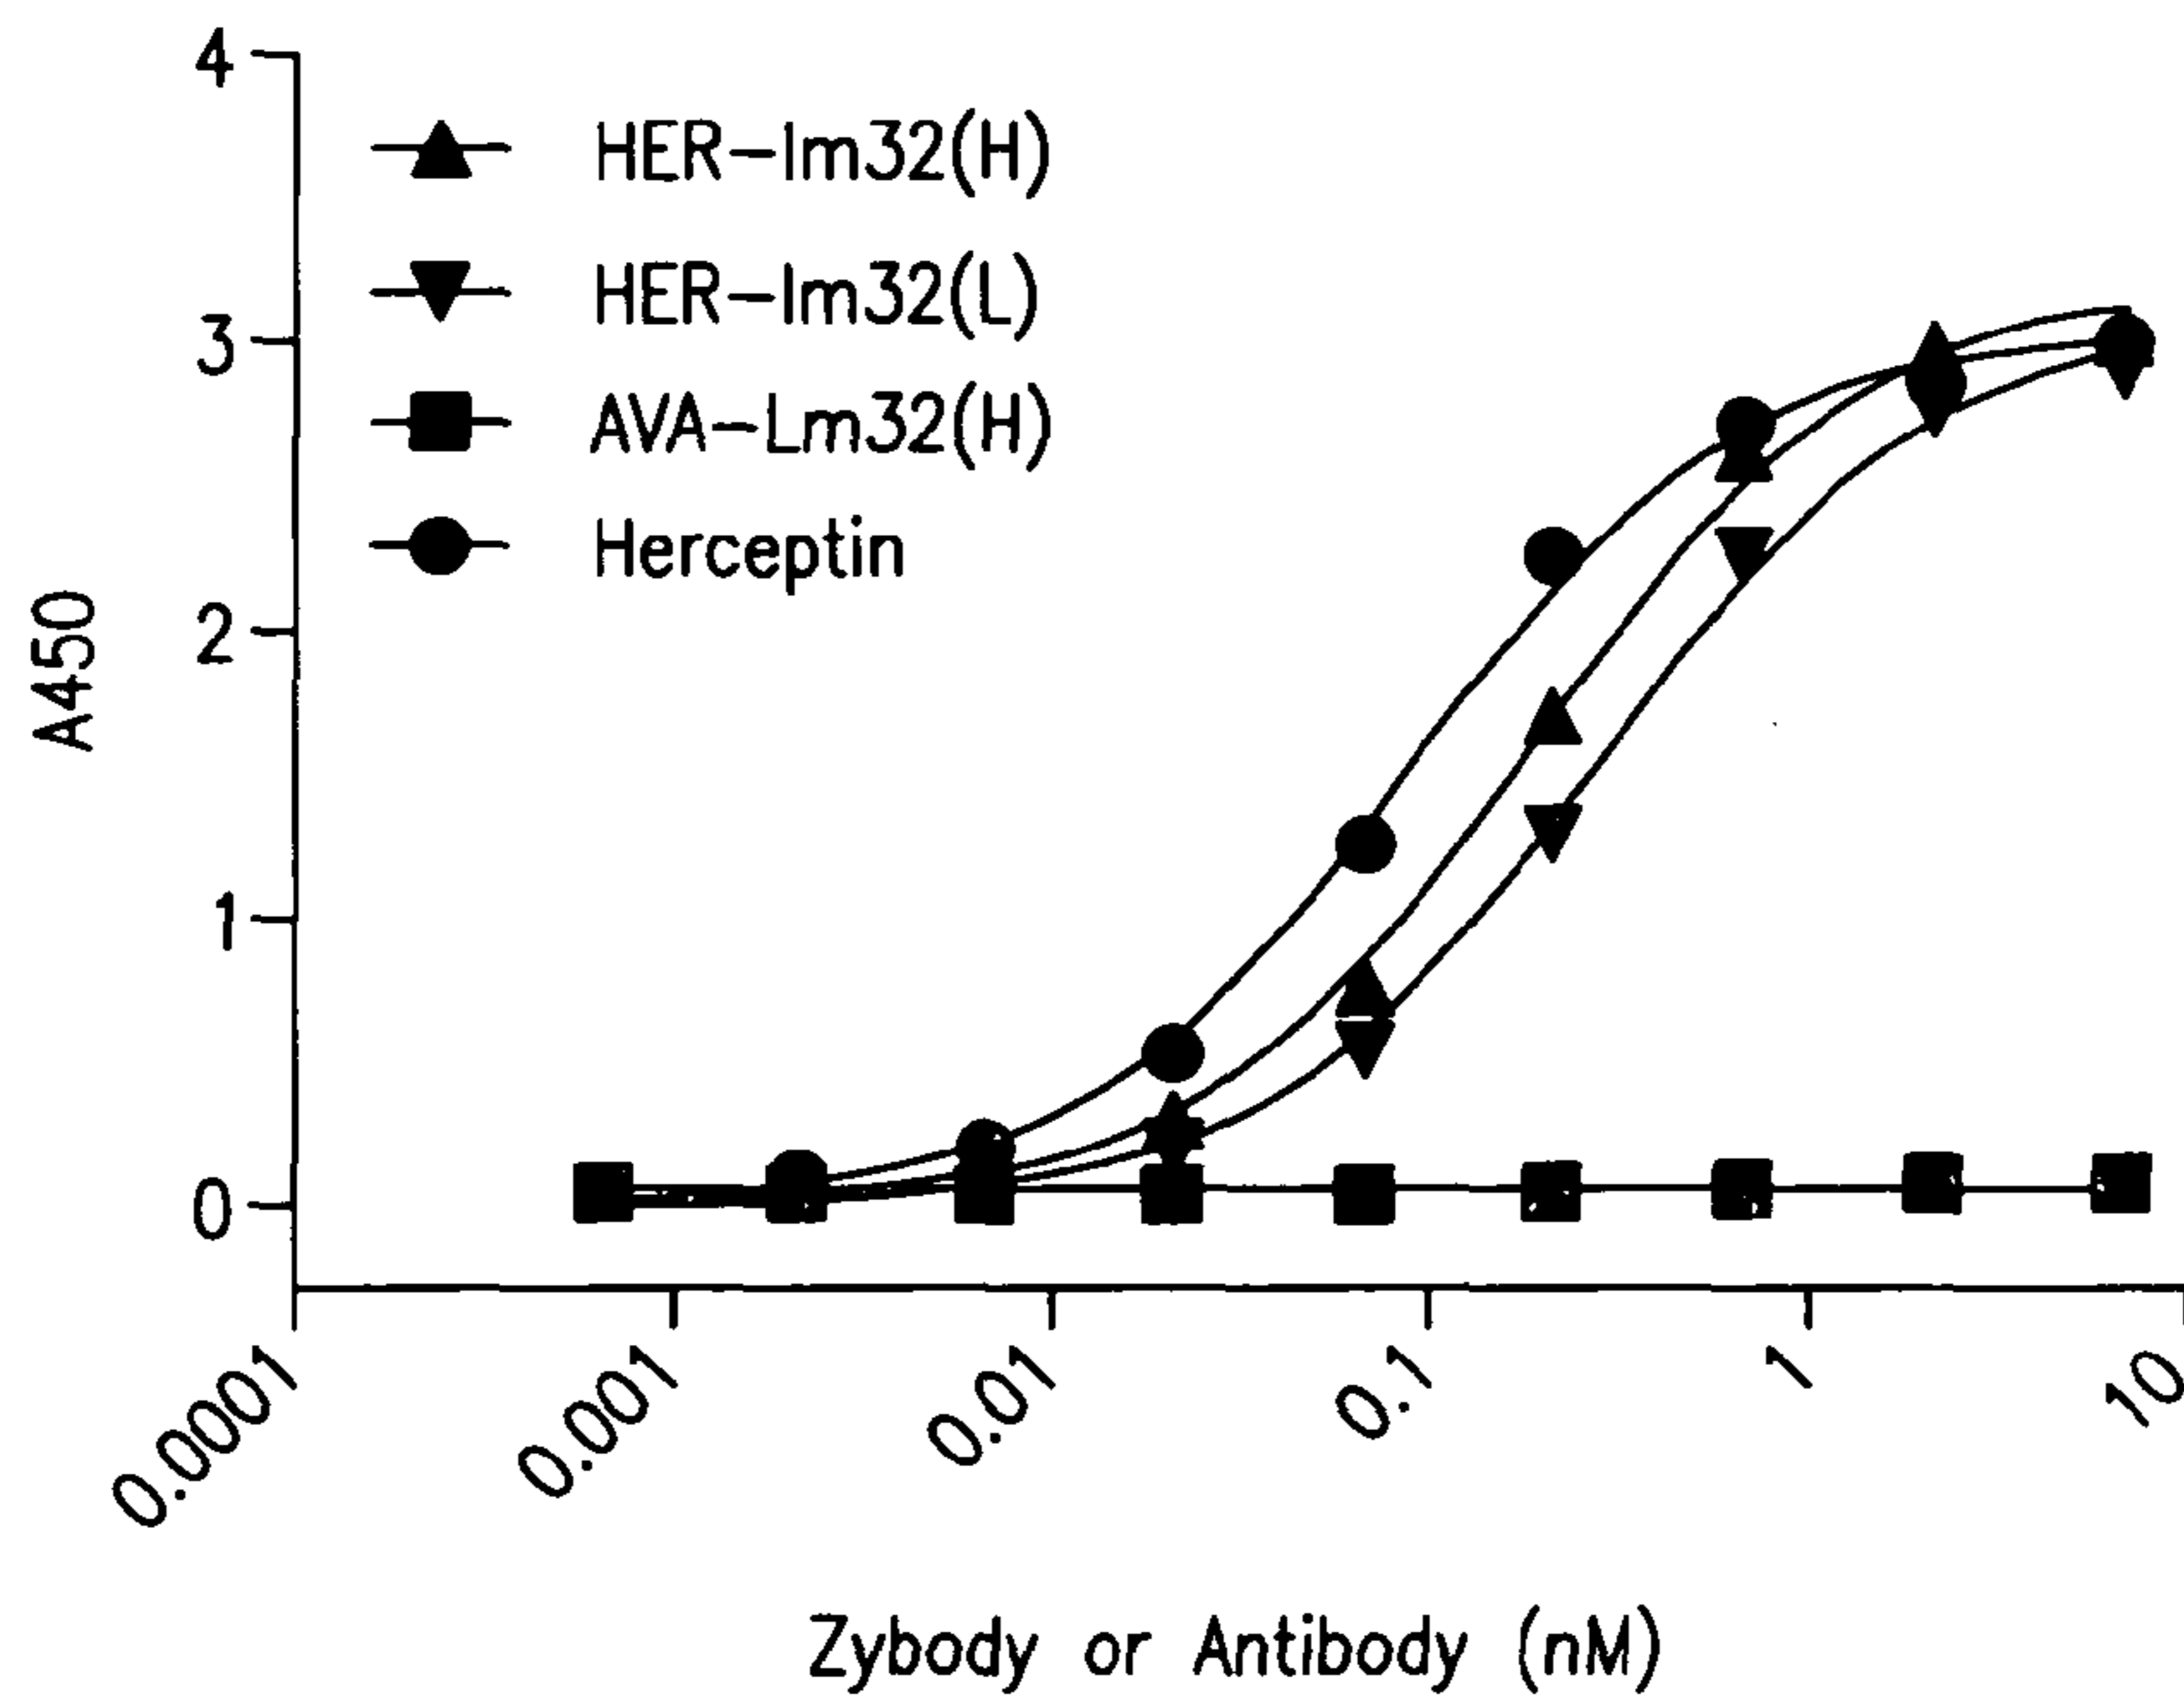 4
3
2
1
0
A450
HER-Im32(H)
HER-Im32(L)
AVA-Lm32(H)
Herceptin
0.0001
0.001
0.01
0.1
1
10
Zybody or Antibody (nM)